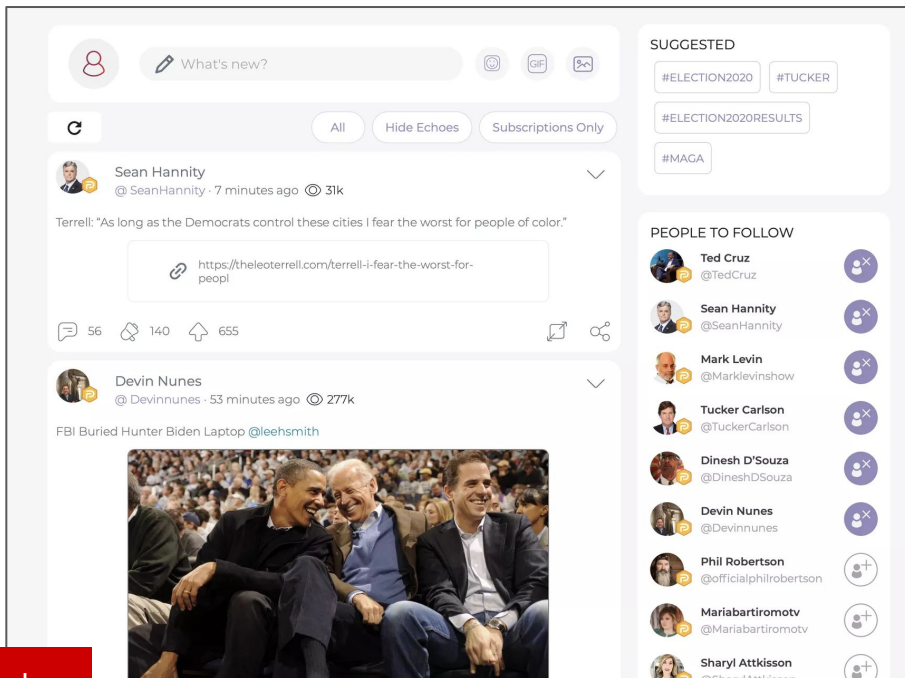 What's new?
GIF
All
Hide Echoes
Subscriptions Only
Sean Hannity
@ SeanHannity · 7 minutes ago 31k
Terrell: “As long as the Democrats control these cities I fear the worst for people of color.”
https://theleoterrell.com/terrell-i-fear-the-worst-for-
peopl
56 140 655
Devin Nunes
@ Devinnunes · 53 minutes ago 277k
FBI Buried Hunter Biden Laptop @leehsmith
SUGGESTED
#ELECTION2020 #TUCKER
#ELECTION2020RESULTS
#MAGA
PEOPLE TO FOLLOW
Ted Cruz
@TedCruz
Sean Hannity
@SeanHannity
Mark Levin
@Marklevinshow
Tucker Carlson
@TuckerCarlson
Dinesh D’Souza
@DineshDSouza
Devin Nunes
@Devinnunes
Phil Robertson
@officialphilrobertson
Mariabartiromotv
@Mariabartiromotv
Sharyl Attkisson